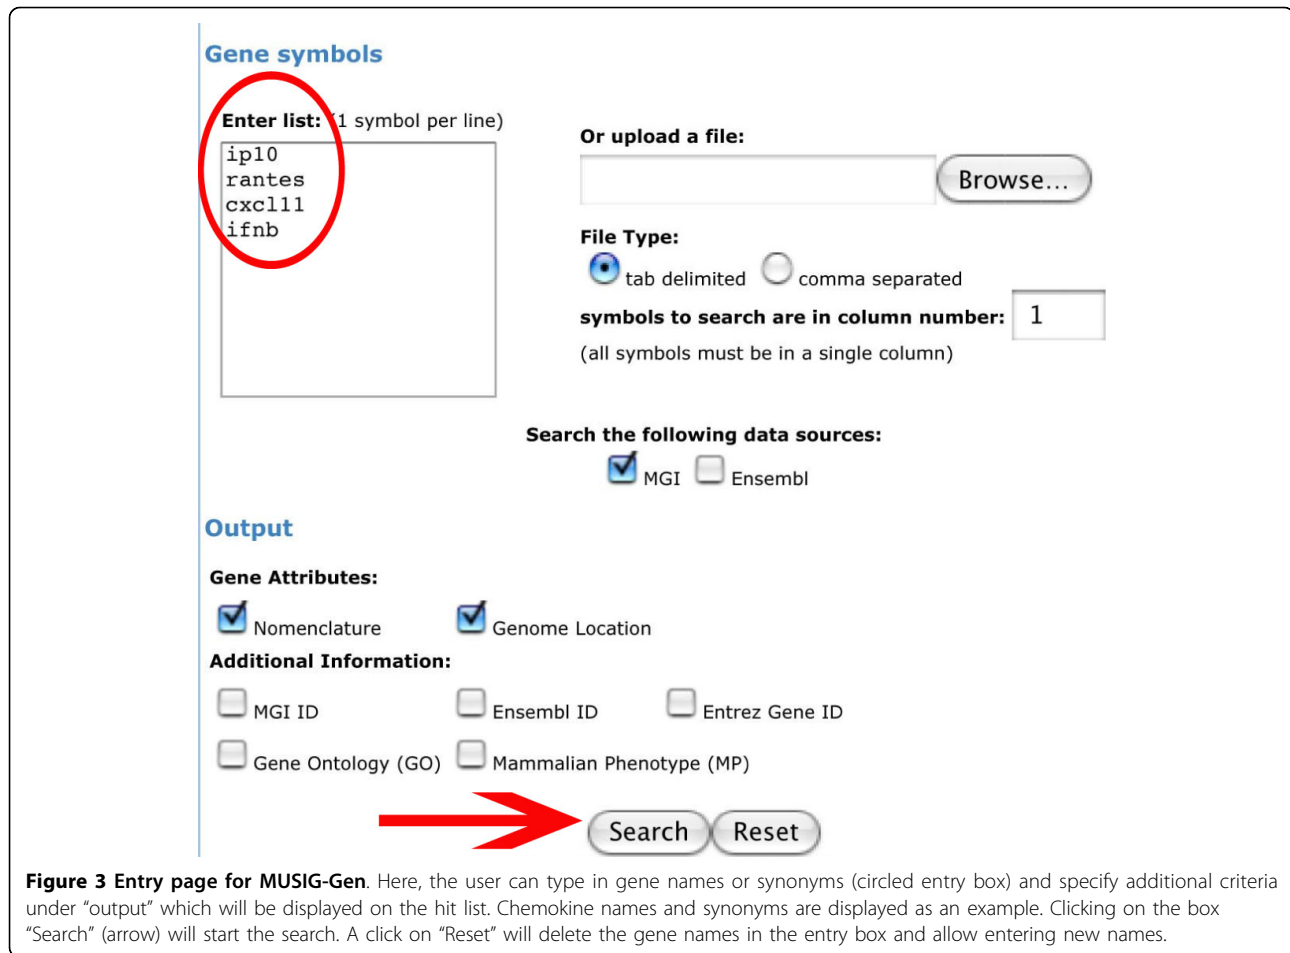 Gene symbols
Enter list: (1 symbol per line)
ip10
rantes
cxcl11
ifnb
Or upload a file:
Browse...
File Type:
tab delimited comma separated
symbols to search are in column number: 1
(all symbols must be in a single column)
Search the following data sources:
MGI Ensembl
Output
Gene Attributes:
Nomenclature Genome Location
Additional Information:
MGI ID Ensembl ID Entrez Gene ID
Gene Ontology (GO) Mammalian Phenotype (MP)
Search Reset
Figure 3 Entry page for MUSIG-Gen. Here, the user can type in gene names or synonyms (circled entry box) and specify additional criteria
under “output” which will be displayed on the hit list. Chemokine names and synonyms are displayed as an example. Clicking on the box
“Search” (arrow) will start the search. A click on “Reset” will delete the gene names in the entry box and allow entering new names.